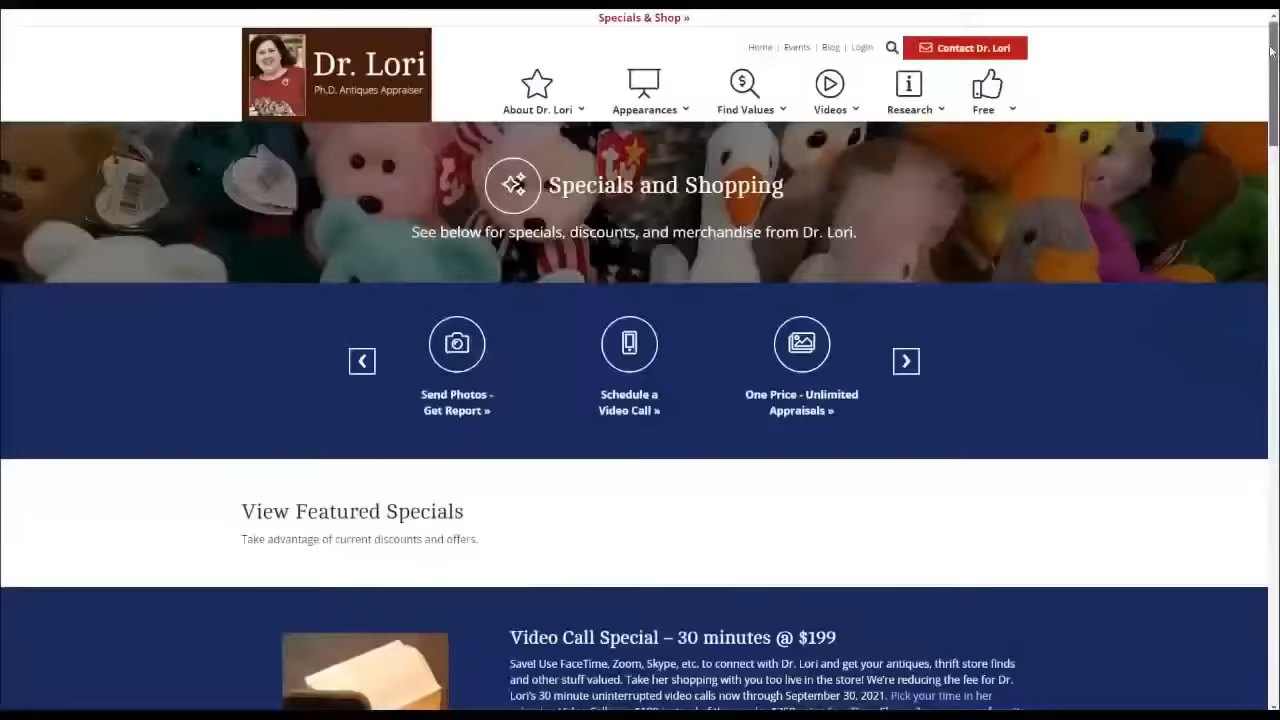 Specials & Shop »
Dr. Lori
Ph.D. Antiques Appraiser
Home | Events | Blog | Login
Contact Dr. Lori
About Dr. Lori
Appearances
Find Values
Videos
Research
Free
Specials and Shopping
See below for specials, discounts, and merchandise from Dr. Lori.
Send Photos -
Get Report »
Schedule a
Video Call »
One Price - Unlimited
Appraisals »
View Featured Specials
Take advantage of current discounts and offers.
Video Call Special – 30 minutes @ $199
Save! Use FaceTime, Zoom, Skype, etc. to connect with Dr. Lori and get your antiques, thrift store finds
and other stuff valued. Take her shopping with you too live in the store! We're reducing the fee for Dr.
Lori's 30 minute uninterrupted video calls now through September 30, 2021. Pick your time in her